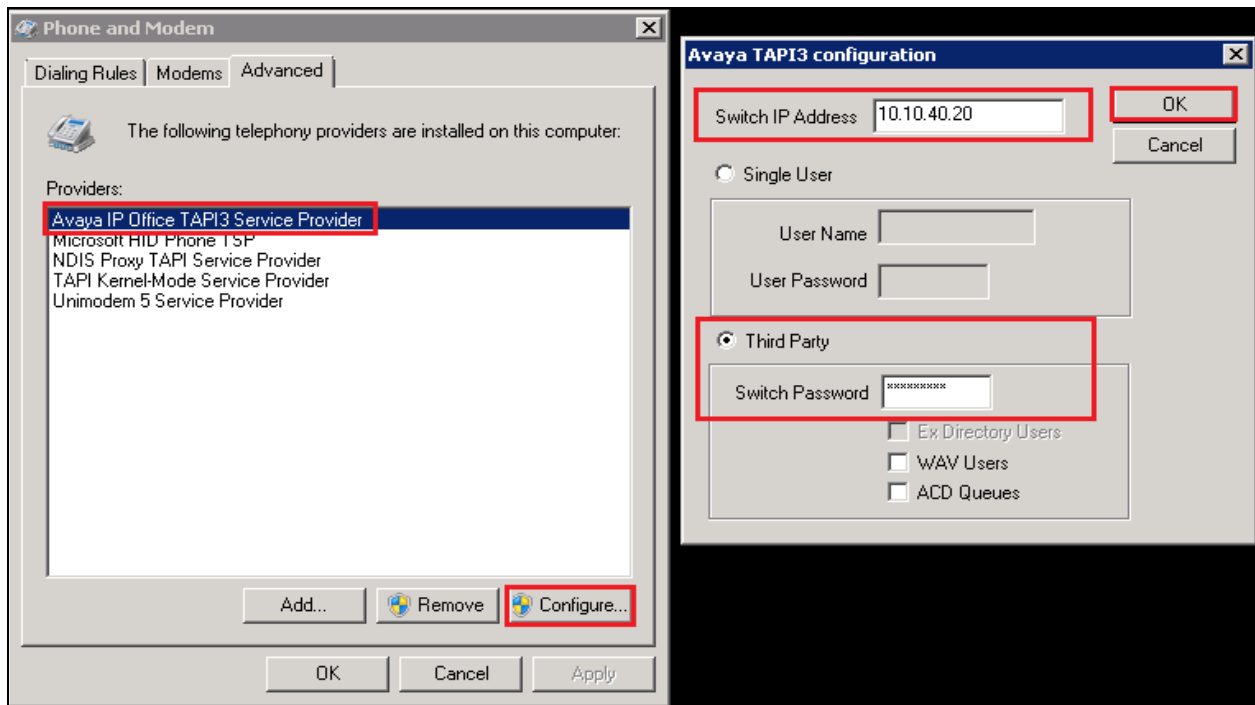 Phone and Modem
Dialing Rules
Modems
Advanced
The following telephony providers are installed on this computer:
Providers:
Avaya IP Office TAPI3 Service Provider
Microsoft HID Phone TSP
NDIS Proxy TAPI Service Provider
TAPI Kernel-Mode Service Provider
Unimodem 5 Service Provider
Add...
Remove
Configure...
OK
Cancel
Apply
Avaya TAPI3 configuration
Switch IP Address 10.10.40.20
OK
Cancel
Single User
User Name
User Password
Third Party
Switch Password *********
Ex Directory Users
WAV Users
ACD Queues